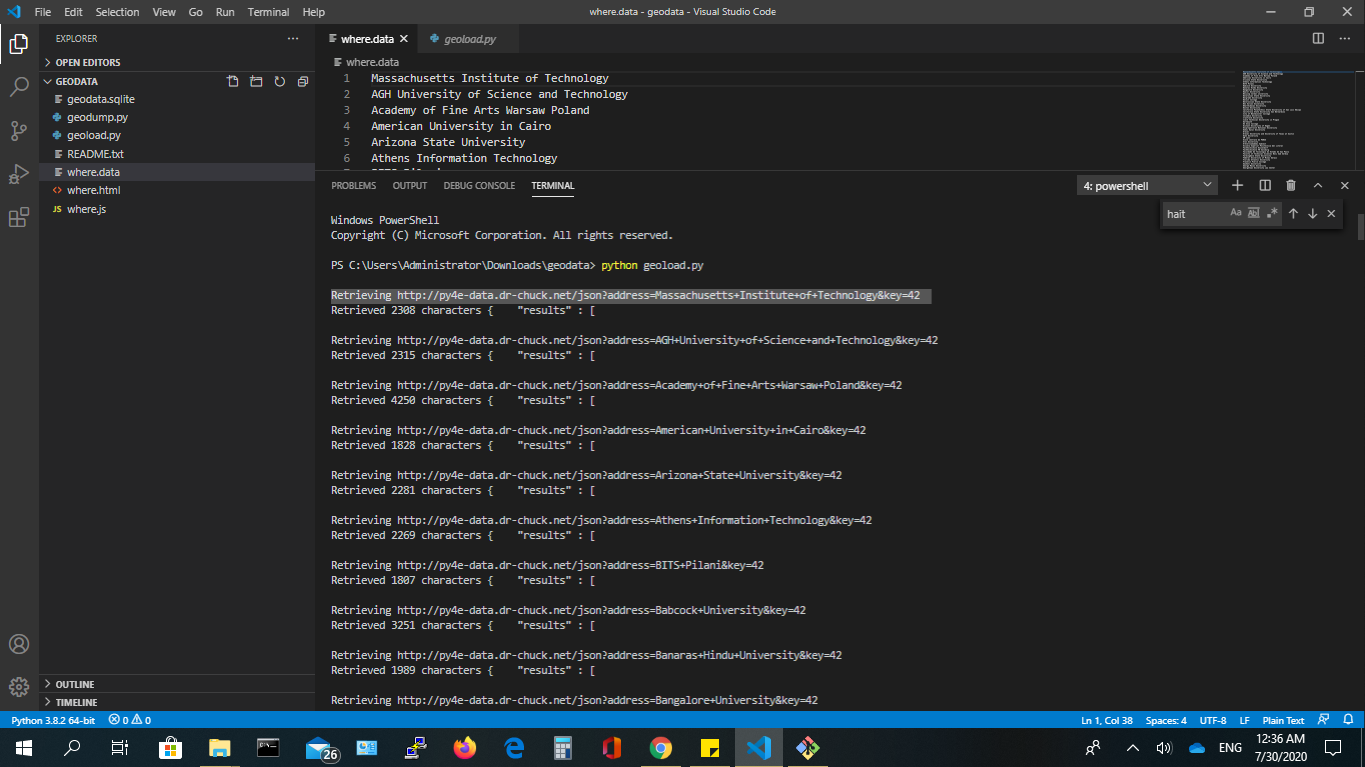 File Edit Selection View Go Run Terminal Help
where.data - geodata - Visual Studio Code
EXPLORER
OPEN EDITORS
GEODATA
geodata.sqlite
geodump.py
geoload.py
README.txt
where.data
<> where.html
JS where.js
OUTLINE
TIMELINE
where.data
geoload.py
where.data
1 Massachusetts Institute of Technology
2 AGH University of Science and Technology
3 Academy of Fine Arts Warsaw Poland
4 American University in Cairo
5 Arizona State University
6 Athens Information Technology
PROBLEMS OUTPUT DEBUG CONSOLE TERMINAL
4: powershell
hait
Windows PowerShell
Copyright (C) Microsoft Corporation. All rights reserved.
PS C:\Users\Administrator\Downloads\geodata> python geoload.py
Retrieving http://py4e-data.dr-chuck.net/json?address=Massachusetts+Institute+of+Technology&key=42
Retrieved 2308 characters { "results" : [
Retrieving http://py4e-data.dr-chuck.net/json?address=AGH+University+of+Science+and+Technology&key=42
Retrieved 2315 characters { "results" : [
Retrieving http://py4e-data.dr-chuck.net/json?address=Academy+of+Fine+Arts+Warsaw+Poland&key=42
Retrieved 4250 characters { "results" : [
Retrieving http://py4e-data.dr-chuck.net/json?address=American+University+in+Cairo&key=42
Retrieved 1828 characters { "results" : [
Retrieving http://py4e-data.dr-chuck.net/json?address=Arizona+State+University&key=42
Retrieved 2281 characters { "results" : [
Retrieving http://py4e-data.dr-chuck.net/json?address=Athens+Information+Technology&key=42
Retrieved 2269 characters { "results" : [
Retrieving http://py4e-data.dr-chuck.net/json?address=BITS+Pilani&key=42
Retrieved 1807 characters { "results" : [
Retrieving http://py4e-data.dr-chuck.net/json?address=Babcock+University&key=42
Retrieved 3251 characters { "results" : [
Retrieving http://py4e-data.dr-chuck.net/json?address=Banaras+Hindu+University&key=42
Retrieved 1989 characters { "results" : [
Retrieving http://py4e-data.dr-chuck.net/json?address=Bangalore+University&key=42
Python 3.8.2 64-bit 0 0
Ln 1, Col 38 Spaces: 4 UTF-8 LF Plain Text
26
ENG
12:36 AM
7/30/2020